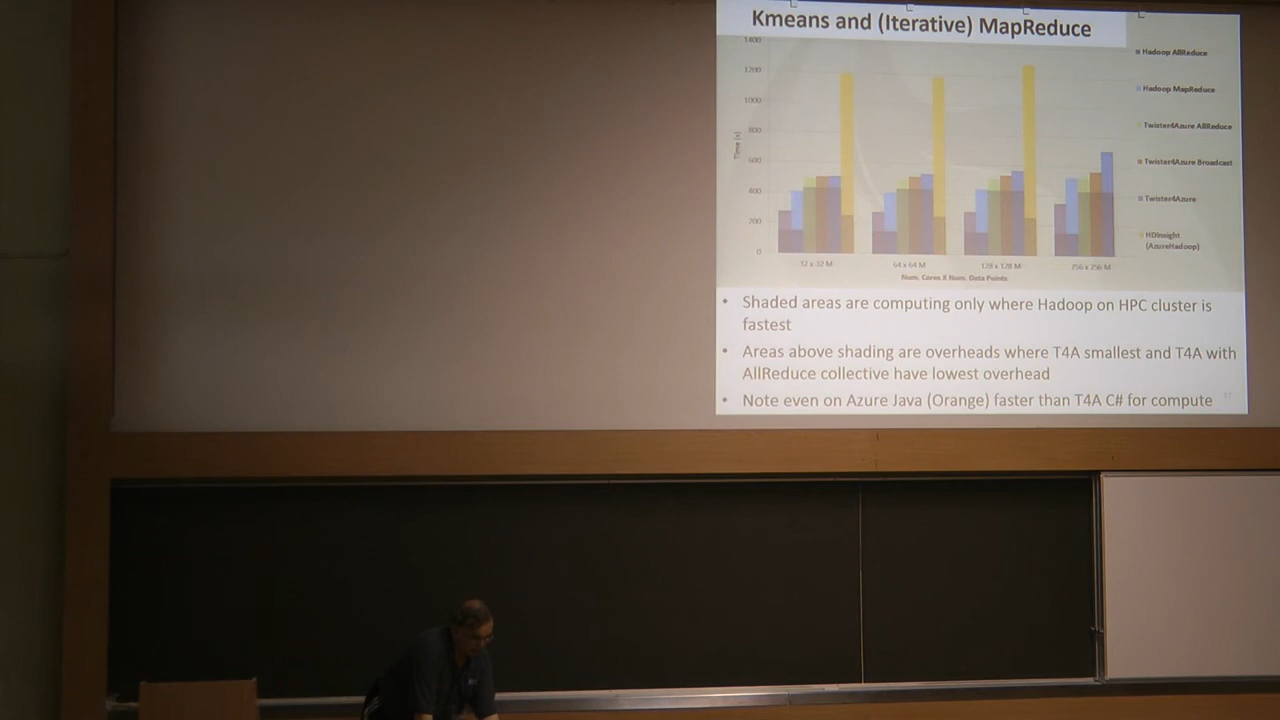 Kmeans and (Iterative) MapReduce
1400
1200
1000
800
600
400
200
0
Time (s)
32 x 32 M
64 x 64 M
128 x 128 M
256 x 256 M
Num. Cores X Num. Data Points
Hadoop AllReduce
Hadoop MapReduce
Twister4Azure AllReduce
Twister4Azure Broadcast
Twister4Azure
HDInsight
(AzureHadoop)
• Shaded areas are computing only where Hadoop on HPC cluster is
fastest
• Areas above shading are overheads where T4A smallest and T4A with
AllReduce collective have lowest overhead
• Note even on Azure Java (Orange) faster than T4A C# for compute